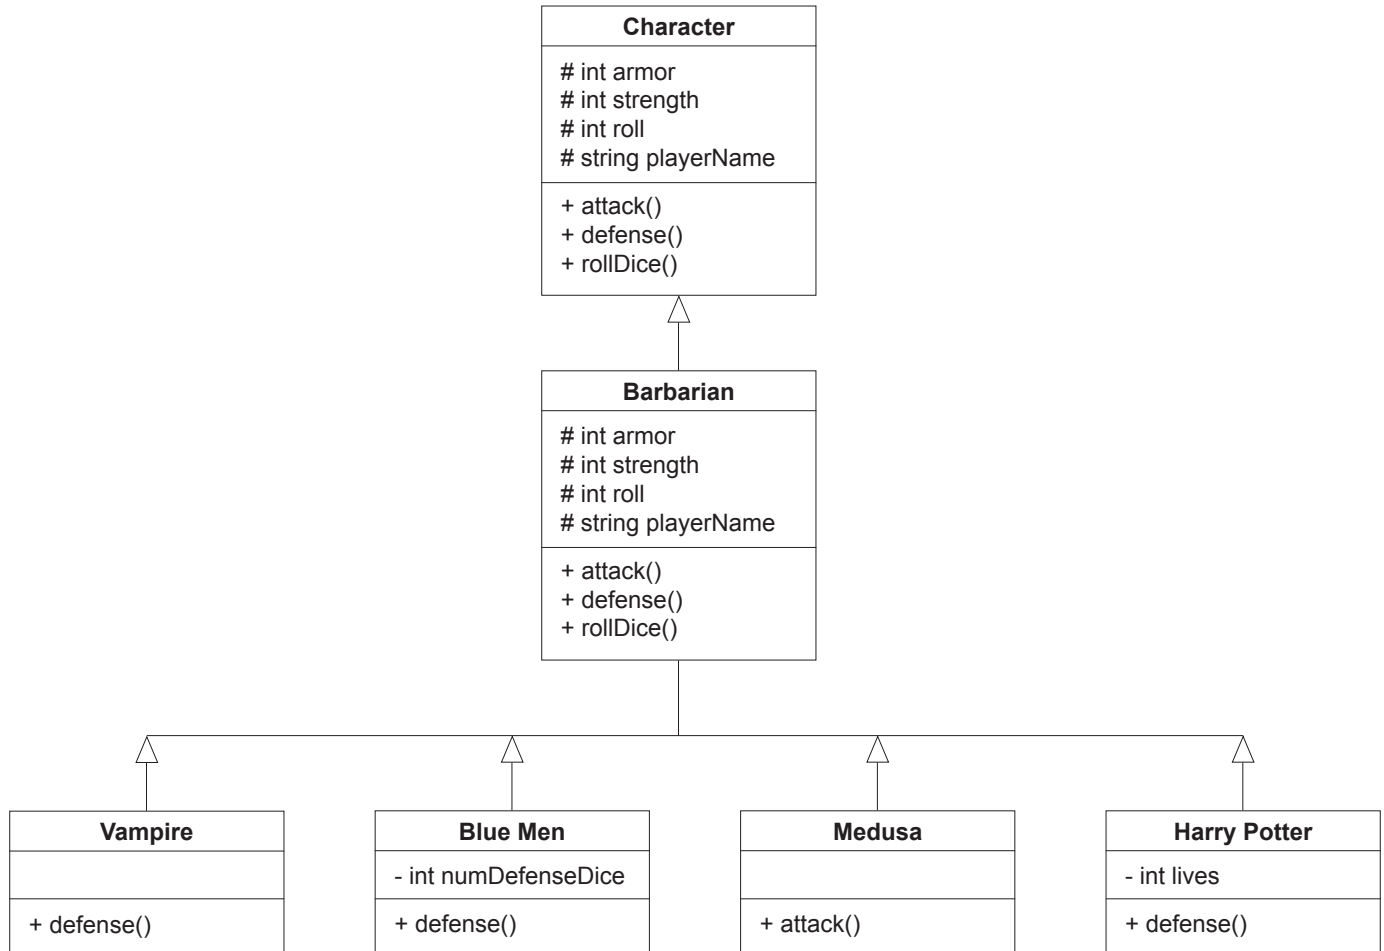 Character
# int armor
# int strength
# int roll
# string playerName
+ attack()
+ defense()
+ rollDice()
Barbarian
# int armor
# int strength
# int roll
# string playerName
+ attack()
+ defense()
+ rollDice()
Vampire
+ defense()
Blue Men
- int numDefenseDice
+ defense()
Medusa
+ attack()
Harry Potter
- int lives
+ defense()